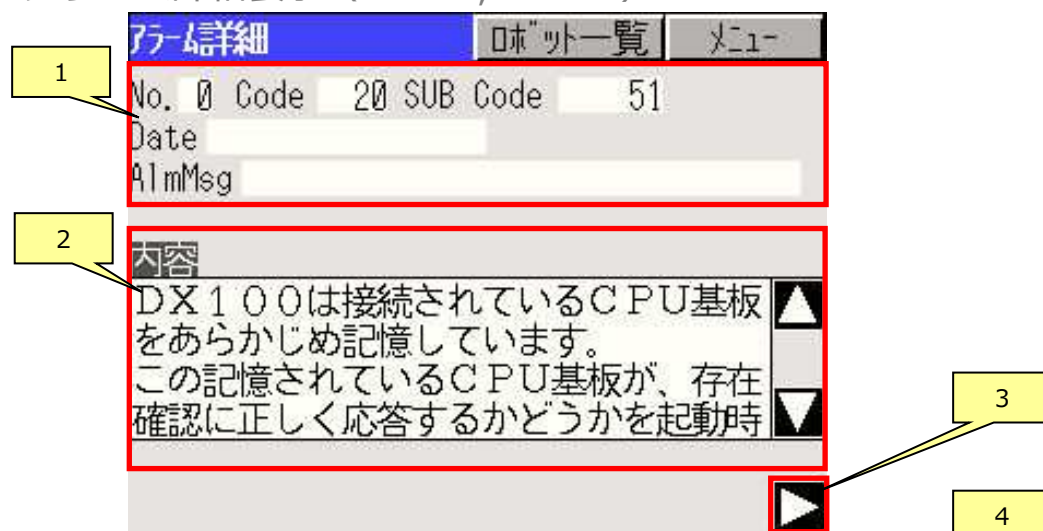 アラーム詳細 ロボット一覧 メニュー
1
No. 0 Code 20 SUB Code 51
Date
AlmMsg
2
内容
DX100は接続されているCPU基板
をあらかじめ記憶しています。
この記憶されているCPU基板が、存在
確認に正しく応答するかどうかを起動時
3
4